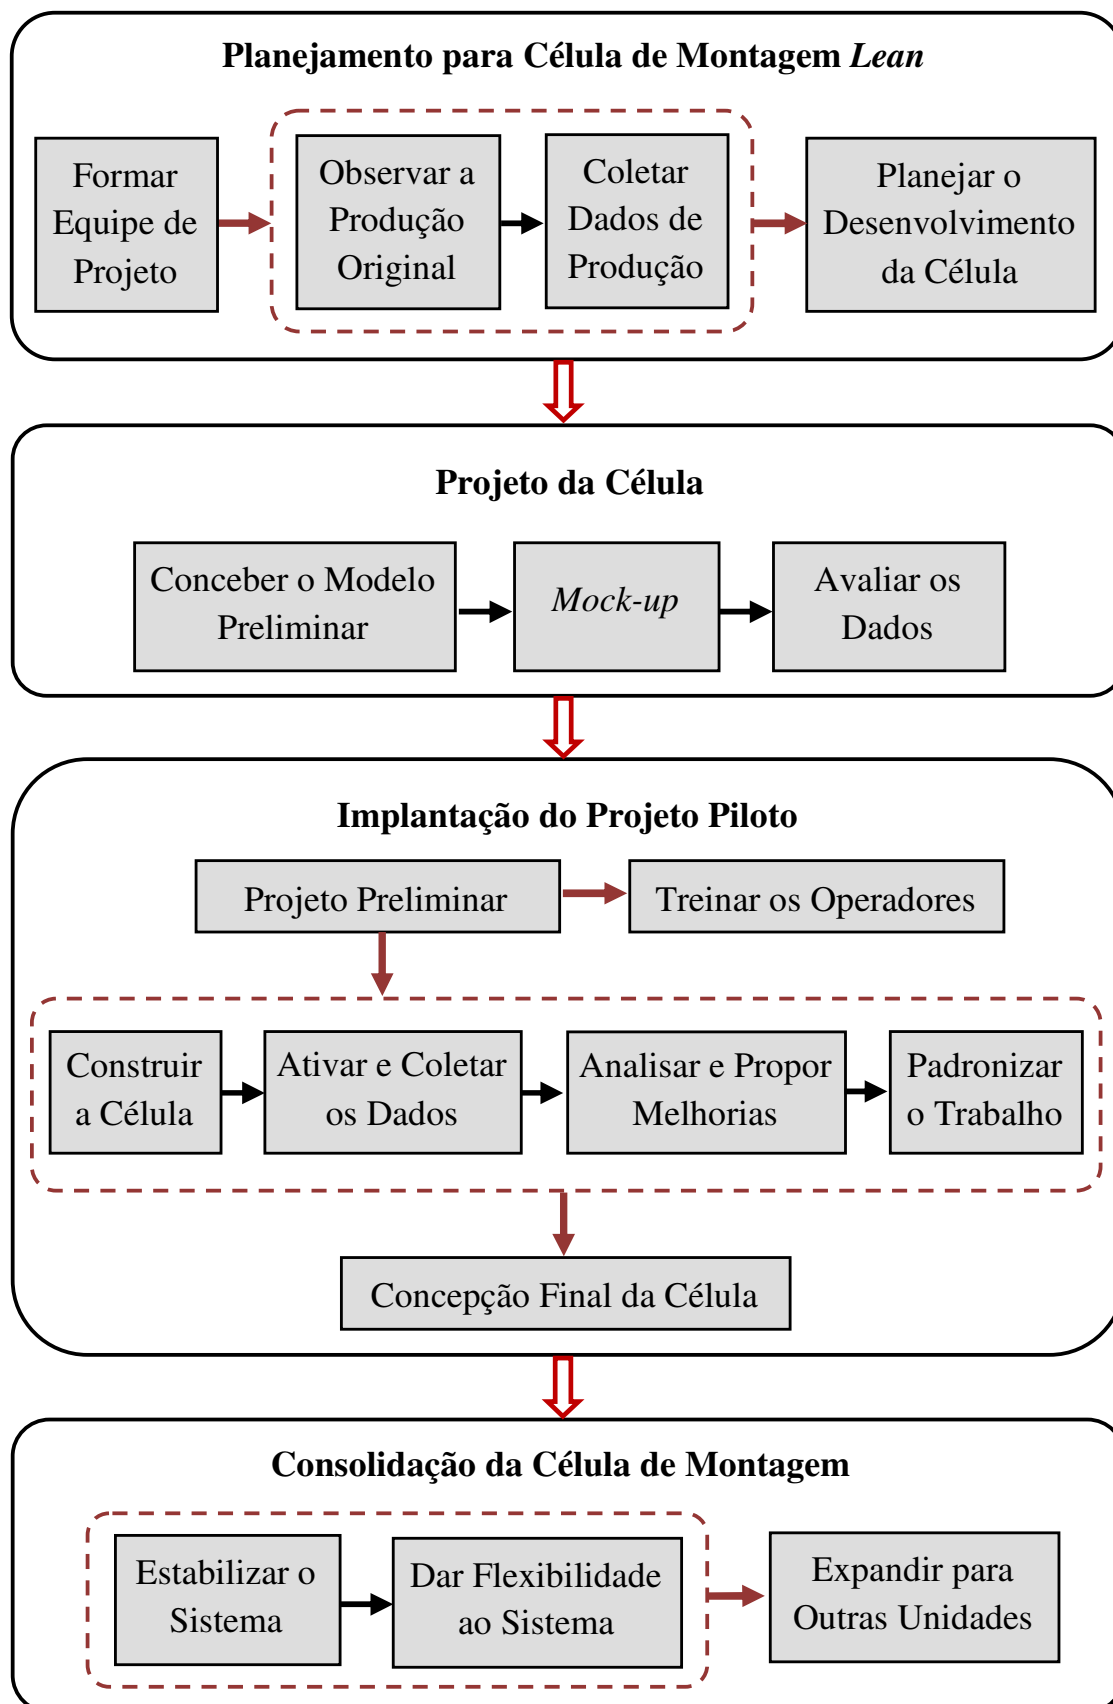 Planejamento para Célula de Montagem Lean
Formar
Equipe de
Projeto
Observar a
Produção
Original
Coletar
Dados de
Produção
Planejar o
Desenvolvimento
da Célula
Projeto da Célula
Conceber o Modelo
Preliminar
Mock-up
Avaliar os
Dados
Implantação do Projeto Piloto
Projeto Preliminar
Treinar os Operadores
Construir
a Célula
Ativar e Coletar
os Dados
Analisar e Propor
Melhorias
Padronizar
o Trabalho
Concepção Final da Célula
Consolidação da Célula de Montagem
Estabilizar o
Sistema
Dar Flexibilidade
ao Sistema
Expandir para
Outras Unidades